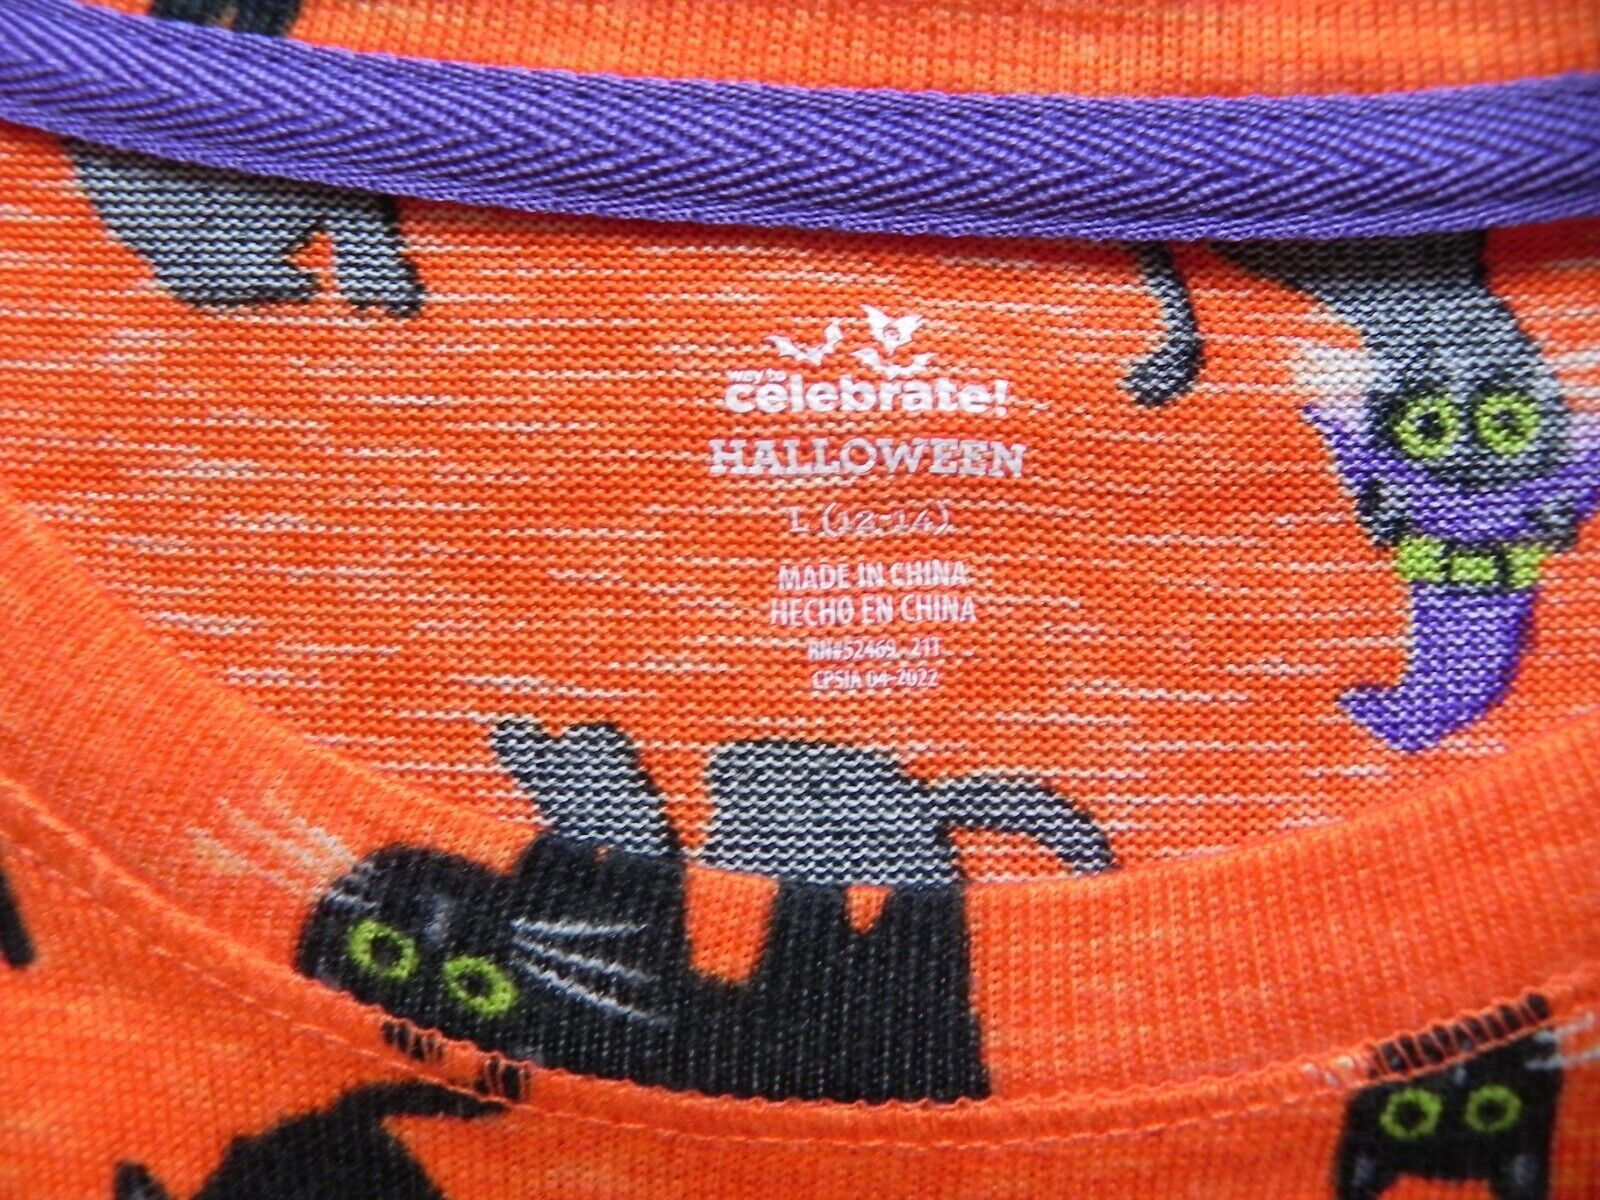 way to
celebrate!
HALLOWEEN
L (12-14)
MADE IN CHINA
HECHO EN CHINA
RN#52469, 21T
CPSIA 04-2022